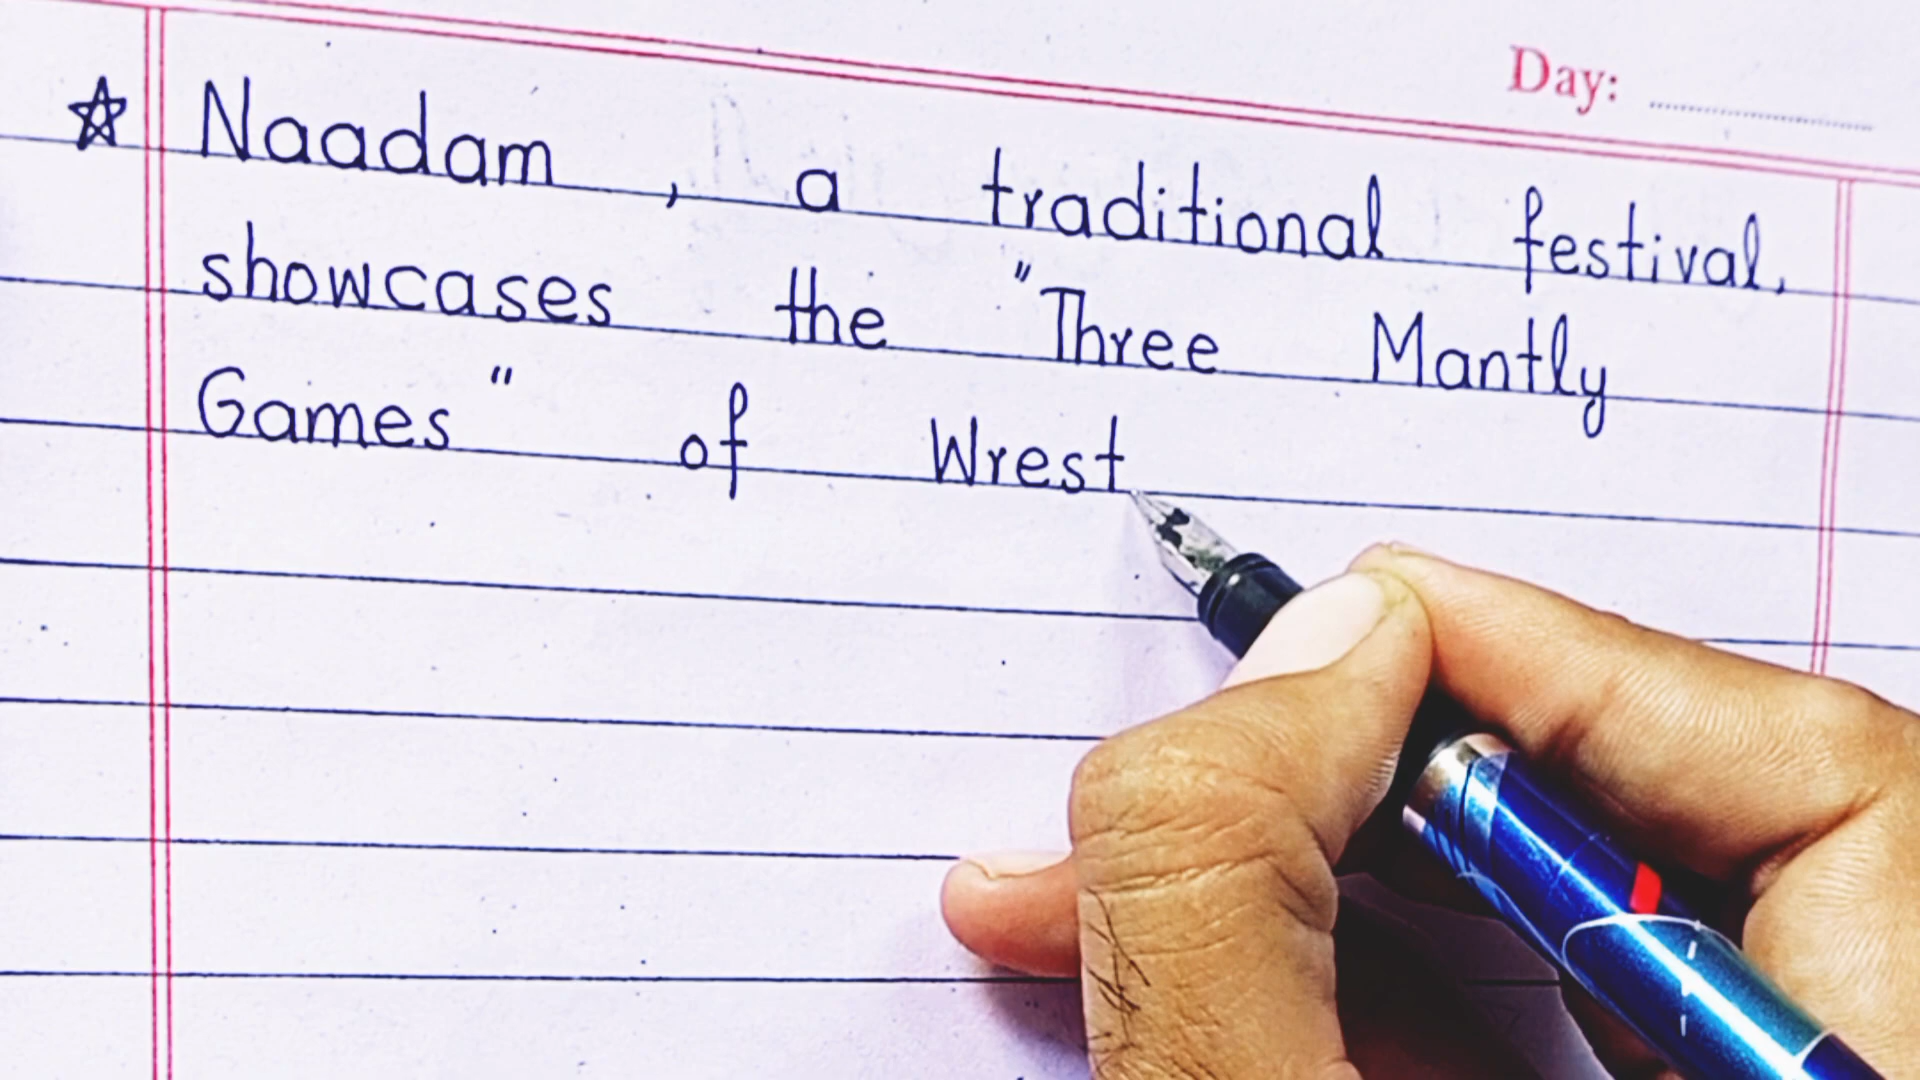 Day:
☆ Naadam, a traditional festival,
showcases the "Three Mantly
Games" of Wrest